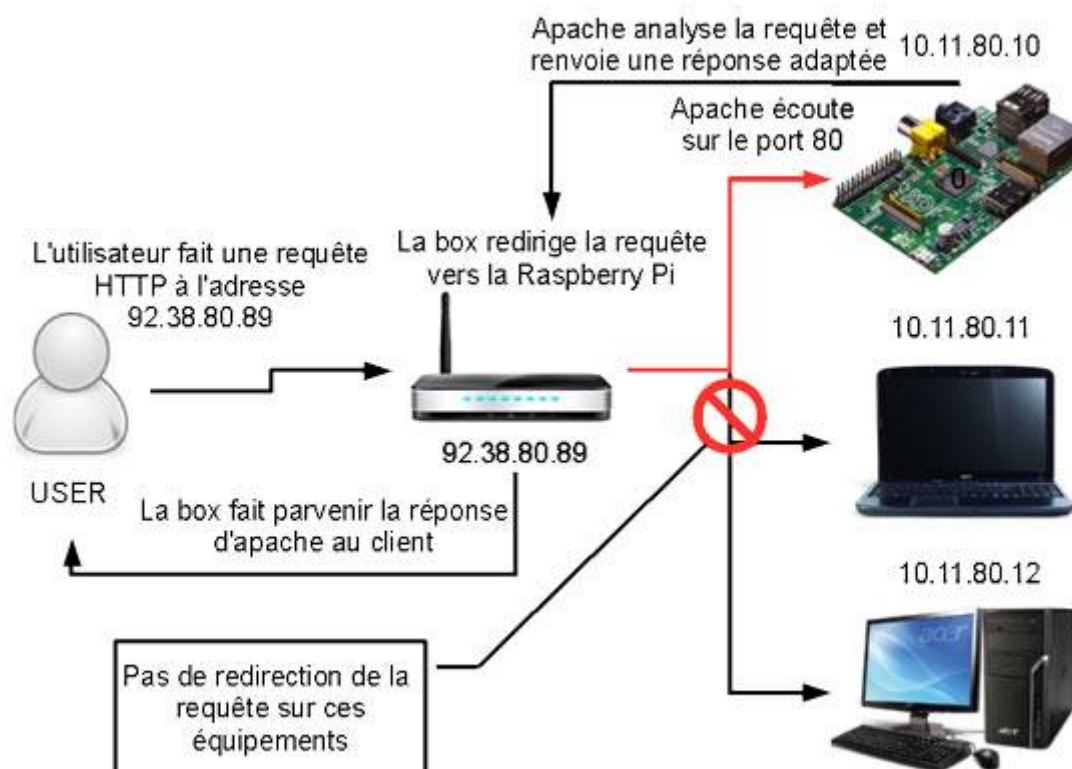 Apache analyse la requête et
renvoie une réponse adaptée
10.11.80.10
Apache écoute
sur le port 80
0
L'utilisateur fait une requête
HTTP à l'adresse
92.38.80.89
La box redirige la requête
vers la Raspberry Pi
10.11.80.11
92.38.80.89
USER
La box fait parvenir la réponse
d'apache au client
10.11.80.12
acer
Pas de redirection de la
requête sur ces
équipements